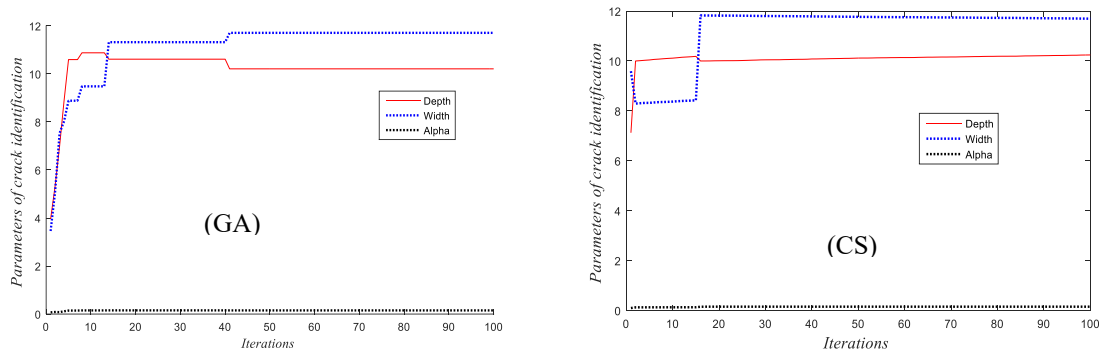 Parameters of crack identification
12
10
8
6
4
2
0
Depth
Width
Alpha
(GA)
0 10 20 30 40 50 60 70 80 90 100
Iterations
Parameters of crack identification
12
10
8
6
4
2
0
Depth
Width
Alpha
(CS)
0 10 20 30 40 50 60 70 80 90 100
Iterations